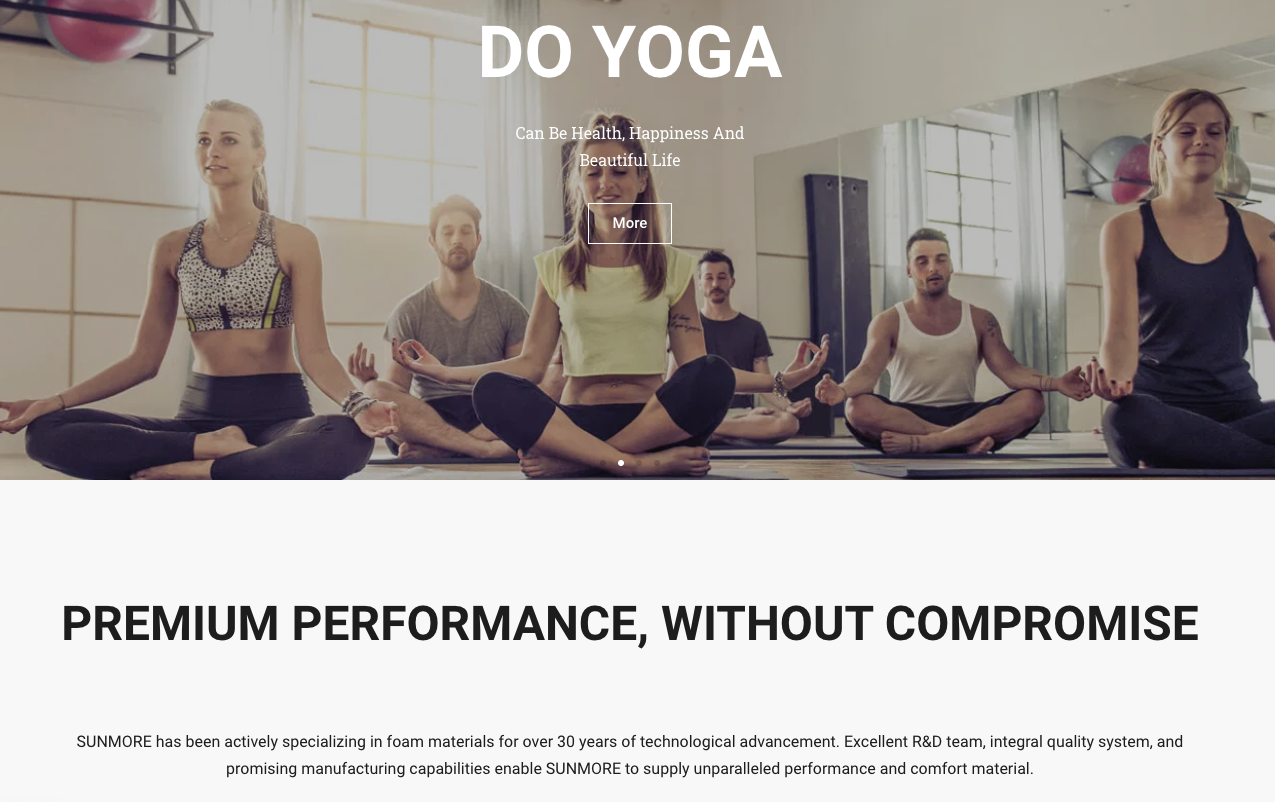 DO YOGA
Can Be Health, Happiness And
Beautiful Life
More
PREMIUM PERFORMANCE, WITHOUT COMPROMISE
SUNMORE has been actively specializing in foam materials for over 30 years of technological advancement. Excellent R&D team, integral quality system, and
promising manufacturing capabilities enable SUNMORE to supply unparalleled performance and comfort material.